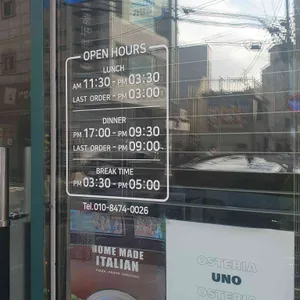 OPEN HOURS
LUNCH
AM 11:30 - PM 03:30
LAST ORDER - PM 03:00
DINNER
PM 17:00 - PM 09:30
LAST ORDER - PM 09:00
BREAK TIME
PM 03:30 - PM 05:00
Tel.010-8474-0026
HOME MADE
ITALIAN
OSTERIA
UNO
OSTERIA